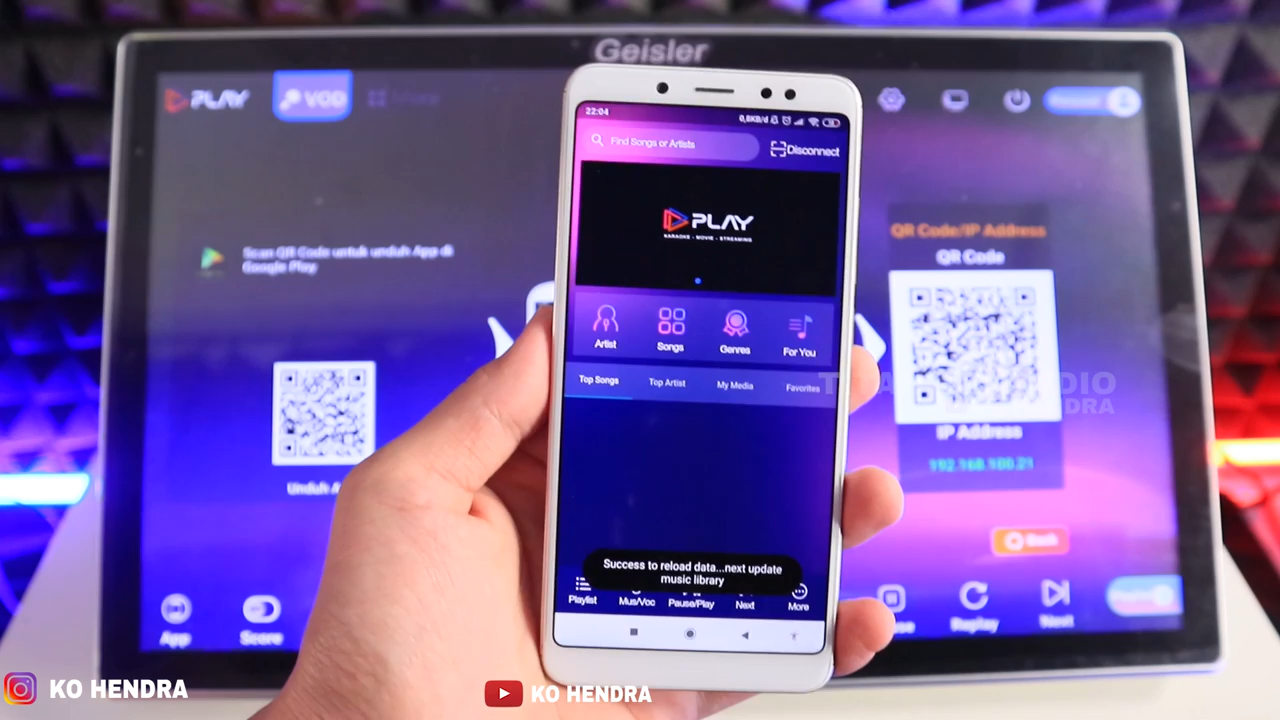 Geisler
PLAY
VOD
Scan QR Code untuk unduh App di
Google Play
Unduh
App
Score
22:04
0,8KB/d
Find Songs or Artists
Disconnect
PLAY
KARAOKE - MOVIE - STREAMING
Artist
Songs
Genres
For You
Top Songs
Top Artist
My Media
Favorites
Success to reload data...next update
music library
Playlist
Mus/Voc
Pause/Play
Next
More
QR Code/IP Address
QR Code
IP Address
192.168.100.21
Back
Replay
Next
KO HENDRA
KO HENDRA